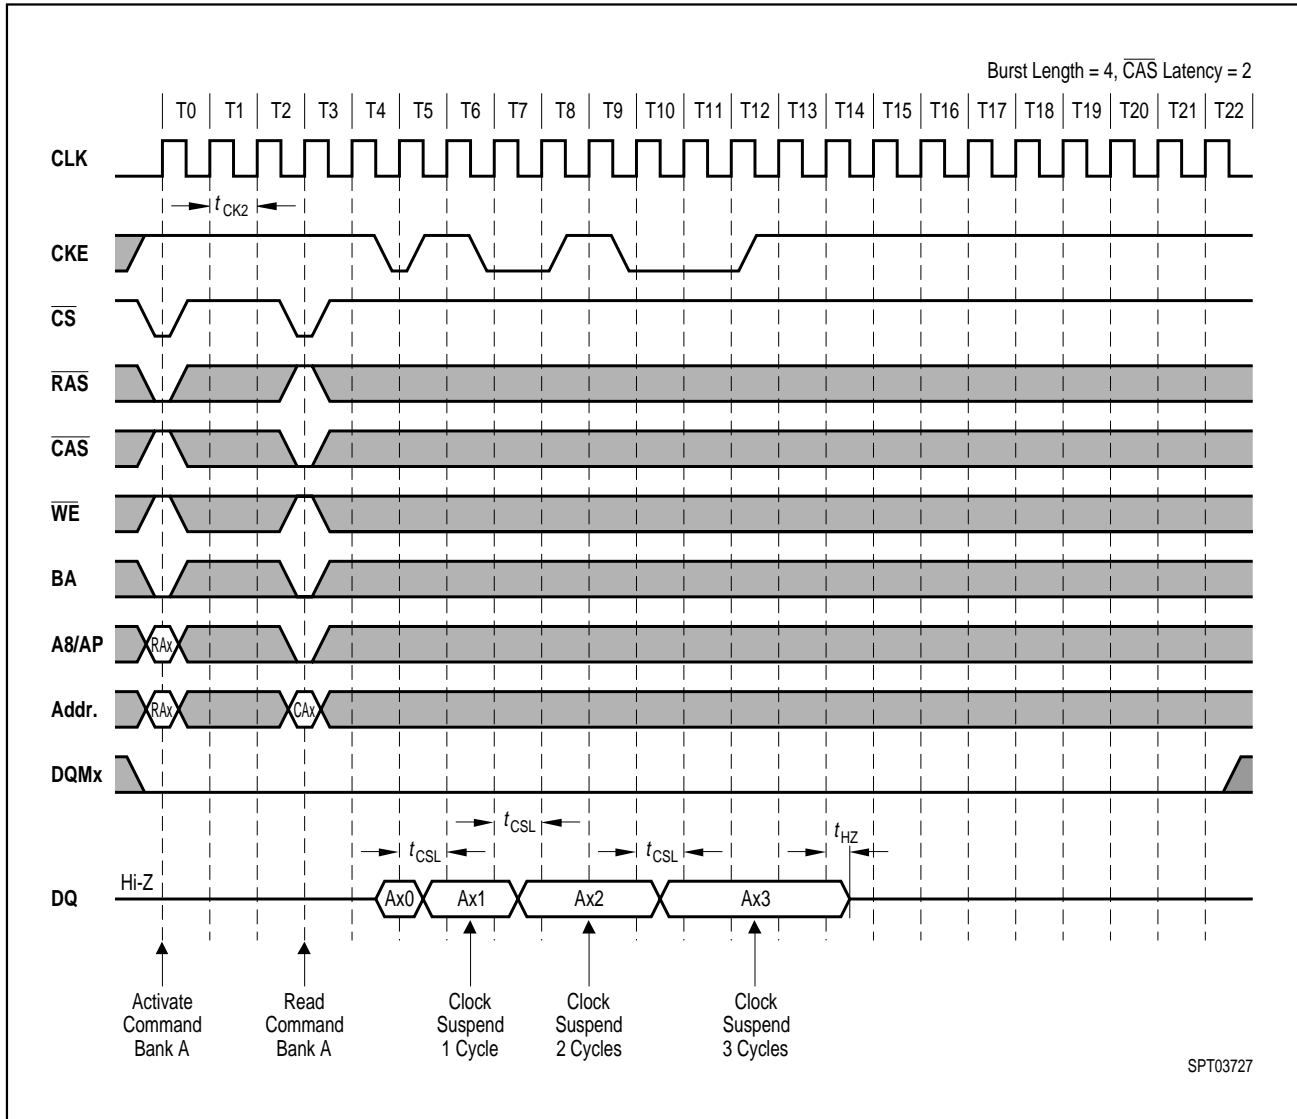 Burst Length = 4, CAS Latency = 2
T0 T1 T2 T3 T4 T5 T6 T7 T8 T9 T10 T11 T12 T13 T14 T15 T16 T17 T18 T19 T20 T21 T22
CLK
tCK2
CKE
CS
RAS
CAS
WE
BA
A8/AP RAx
Addr. RAx CAx
DQMx
tCSL
tCSL tCSL tHZ
DQ Hi-Z Ax0 Ax1 Ax2 Ax3
Activate Command Bank A
Read Command Bank A
Clock Suspend 1 Cycle
Clock Suspend 2 Cycles
Clock Suspend 3 Cycles
SPT03727